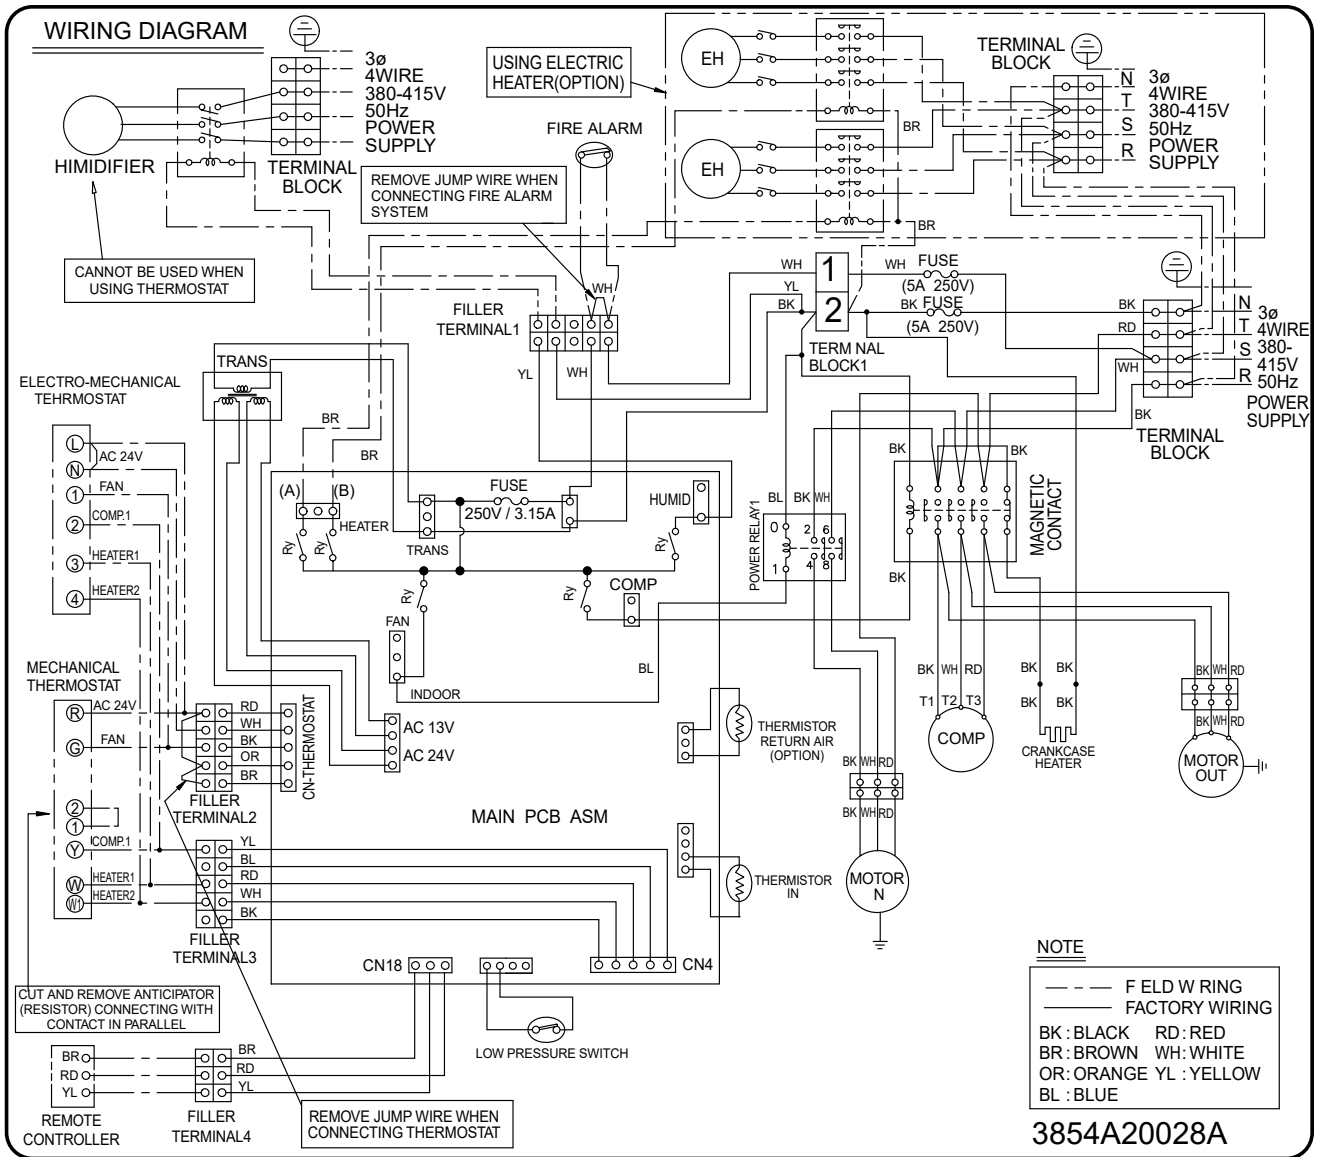 WIRING DIAGRAM
3ø
4WIRE
380-415V
50Hz
POWER
SUPPLY
TERMINAL
BLOCK
HIMIDIFIER
CANNOT BE USED WHEN
USING THERMOSTAT
FIRE ALARM
REMOVE JUMP WIRE WHEN
CONNECTING FIRE ALARM
SYSTEM
USING ELECTRIC
HEATER(OPTION)
EH
EH
BR
BR
TERMINAL
BLOCK
N
T
S
R
3ø
4WIRE
380-415V
50Hz
POWER
SUPPLY
WH
FILLER
TERMINAL1
YL
WH
WH
YL
BK
1
2
TERM NAL
BLOCK1
WH
FUSE
(5A 250V)
BK
FUSE
(5A 250V)
BK
RD
WH
BK
N
T
S
R
3ø
4WIRE
380-
415V
50Hz
POWER
SUPPLY
TERMINAL
BLOCK
TRANS
BR
BR
ELECTRO-MECHANICAL
TEHRMOSTAT
L
N
AC 24V
1
FAN
2
COMP.1
3
HEATER1
4
HEATER2
(A)
(B)
HEATER
Ry
Ry
TRANS
FUSE
250V / 3.15A
HUMID
Ry
Ry
Ry
COMP
FAN
INDOOR
BL
POWER RELAY1
BL
BK
WH
0
1
2
6
4
8
BK
BK
BK
MAGNETIC
CONTACT
MECHANICAL
THERMOSTAT
R
AC 24V
G
FAN
2
1
Y
COMP.1
W
HEATER1
W1
HEATER2
RD
WH
BK
OR
BR
CN-THERMOSTAT
FILLER
TERMINAL2
AC 13V
AC 24V
MAIN PCB ASM
THERMISTOR
RETURN AIR
(OPTION)
THERMISTOR
IN
YL
BL
RD
WH
BK
FILLER
TERMINAL3
CN18
CN4
LOW PRESSURE SWITCH
CUT AND REMOVE ANTICIPATOR
(RESISTOR) CONNECTING WITH
CONTACT IN PARALLEL
BR
RD
YL
REMOTE
CONTROLLER
BR
RD
YL
FILLER
TERMINAL4
REMOVE JUMP WIRE WHEN
CONNECTING THERMOSTAT
BK WH RD
BK WH RD
MOTOR
N
BK WH RD
T1 T2 T3
COMP
BK BK
BK BK
CRANKCASE
HEATER
BK WH RD
BK WH RD
MOTOR
OUT
NOTE
F ELD W RING
FACTORY WIRING
BK : BLACK RD : RED
BR : BROWN WH : WHITE
OR : ORANGE YL : YELLOW
BL : BLUE
3854A20028A